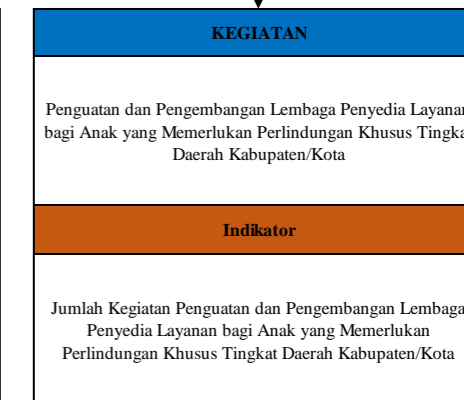 KEGIATAN
Penguatan dan Pengembangan Lembaga Penyedia Layanan
bagi Anak yang Memerlukan Perlindungan Khusus Tingkat
Daerah Kabupaten/Kota
Indikator
Jumlah Kegiatan Penguatan dan Pengembangan Lembaga
Penyedia Layanan bagi Anak yang Memerlukan
Perlindungan Khusus Tingkat Daerah Kabupaten/Kota